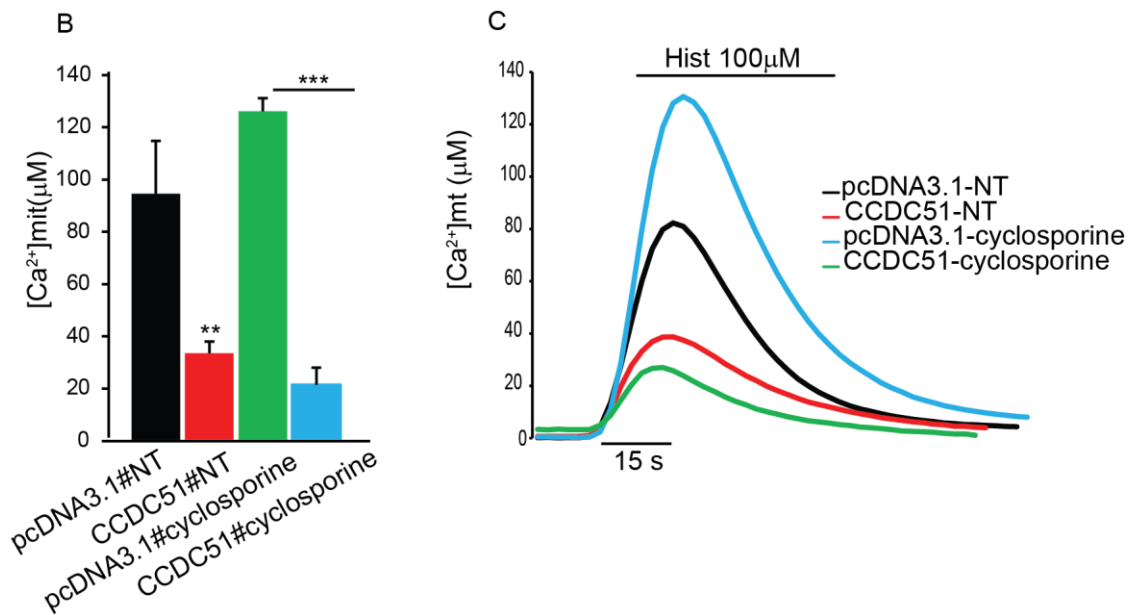 B
[Ca²⁺]mit(μM)
140
120
100
80
60
40
20
0
**
***
pcDNA3.1#NT
CCDC51#NT
pcDNA3.1#cyclosporine
CCDC51#cyclosporine
C
Hist 100μM
[Ca²⁺]mt (μM)
140
120
100
80
60
40
20
0
15 s
pcDNA3.1-NT
CCDC51-NT
pcDNA3.1-cyclosporine
CCDC51-cyclosporine